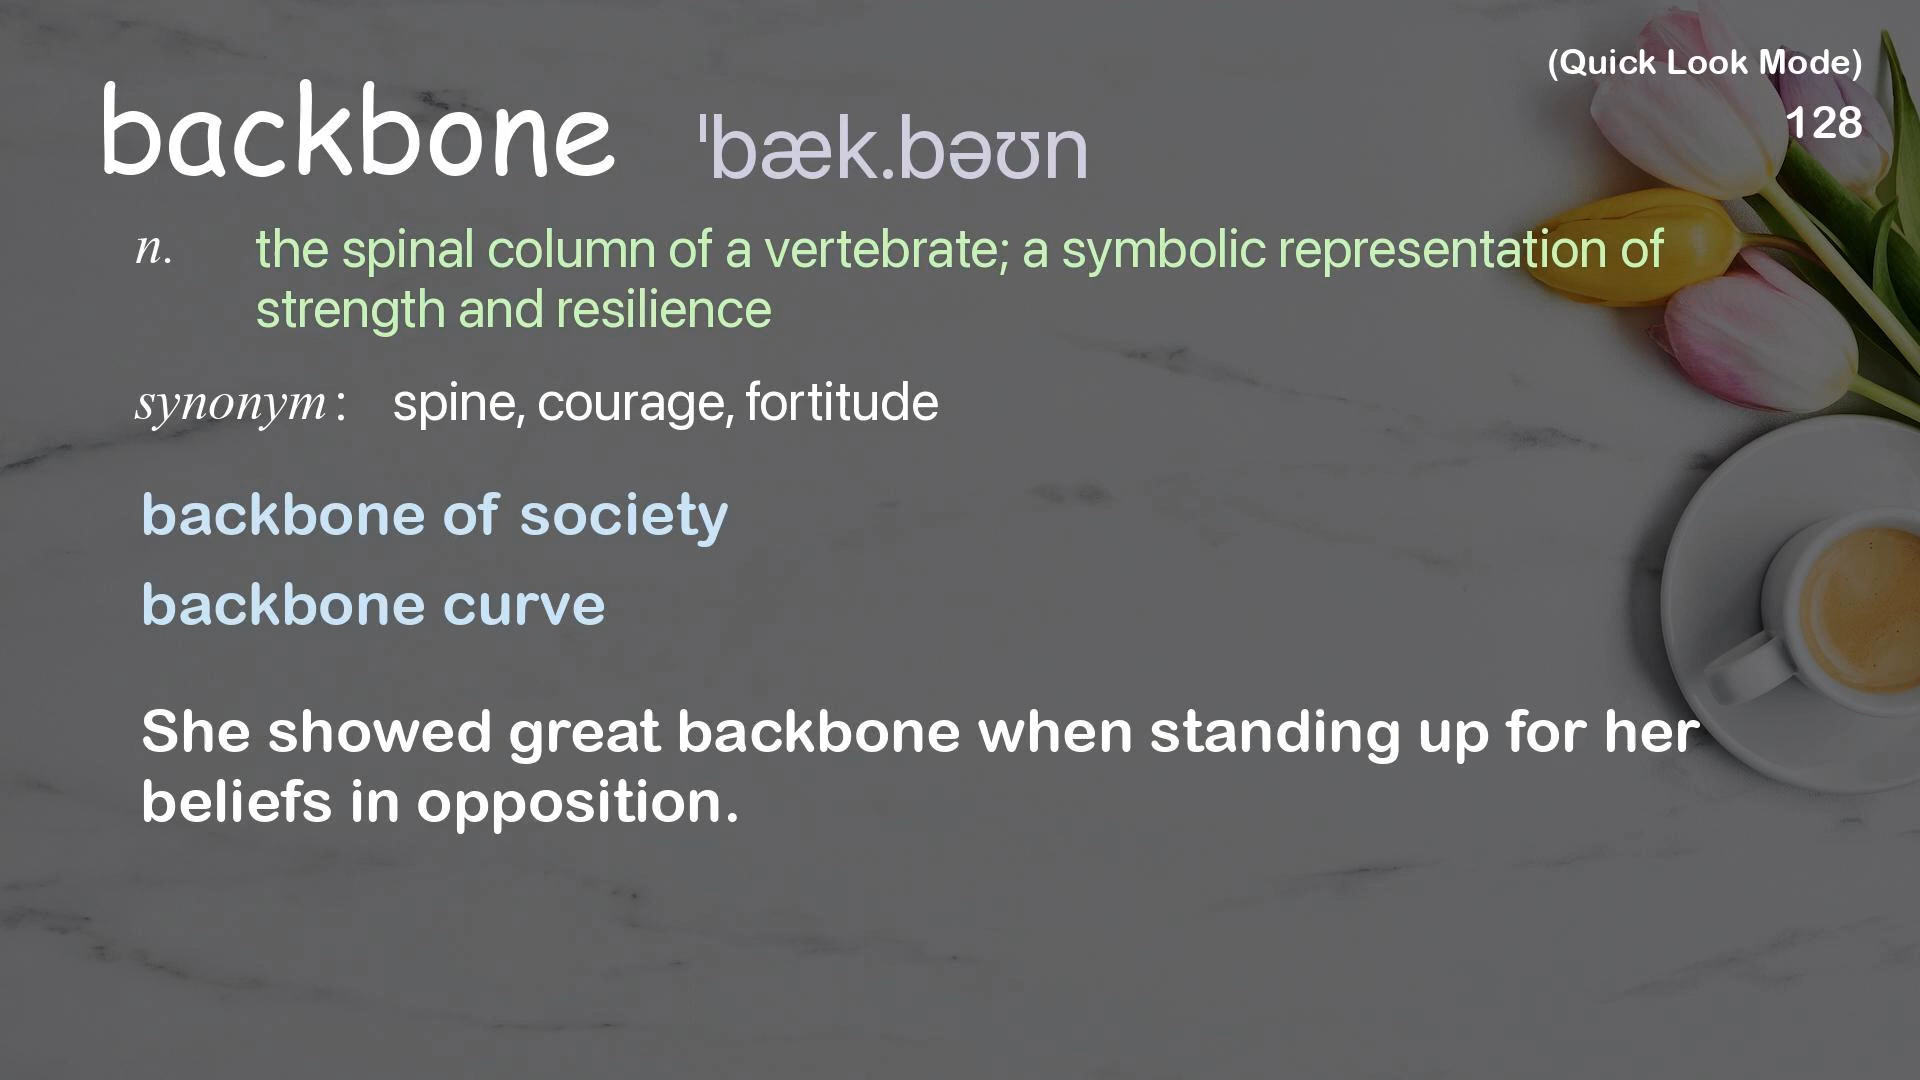 (Quick Look Mode)
128
backbone ˈbæk.bəʊn
n. the spinal column of a vertebrate; a symbolic representation of
strength and resilience
synonym: spine, courage, fortitude
backbone of society
backbone curve
She showed great backbone when standing up for her
beliefs in opposition.